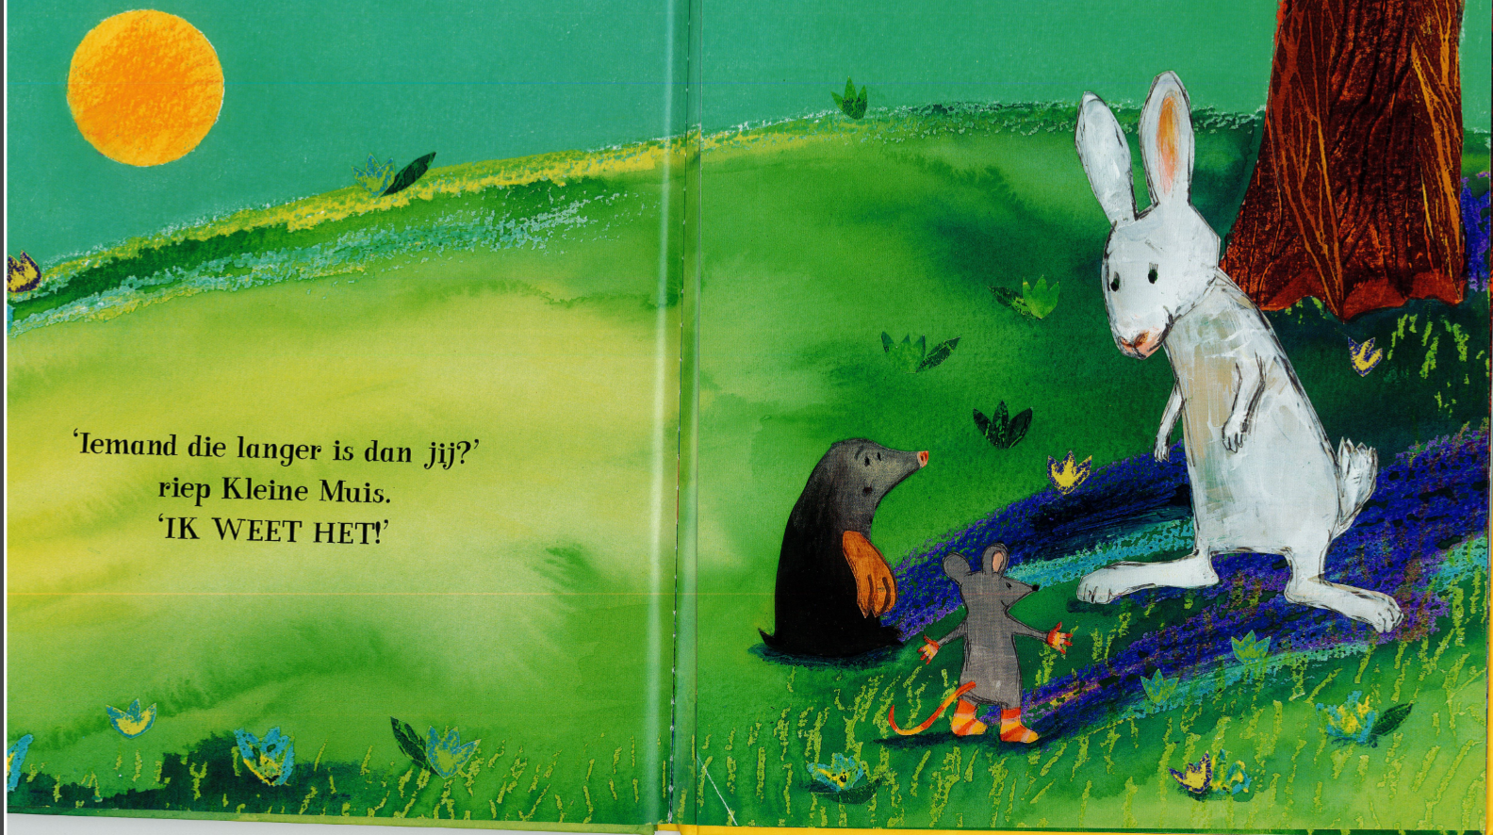 ‘Iemand die langer is dan jij?’
riep Kleine Muis.
‘IK WEET HET!’